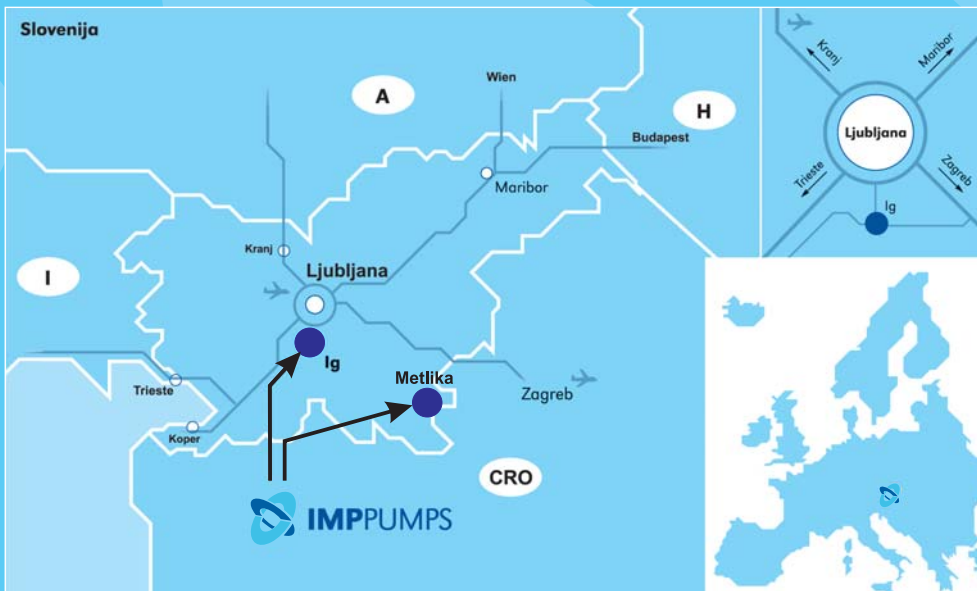 Slovenija
A
Wien
H
Budapest
Maribor
Kranj
Ljubljana
I
Ig
Metlika
Trieste
Zagreb
Koper
CRO
IMPPUMPS
Kranj
Maribor
Ljubljana
Trieste
Zagreb
Ig